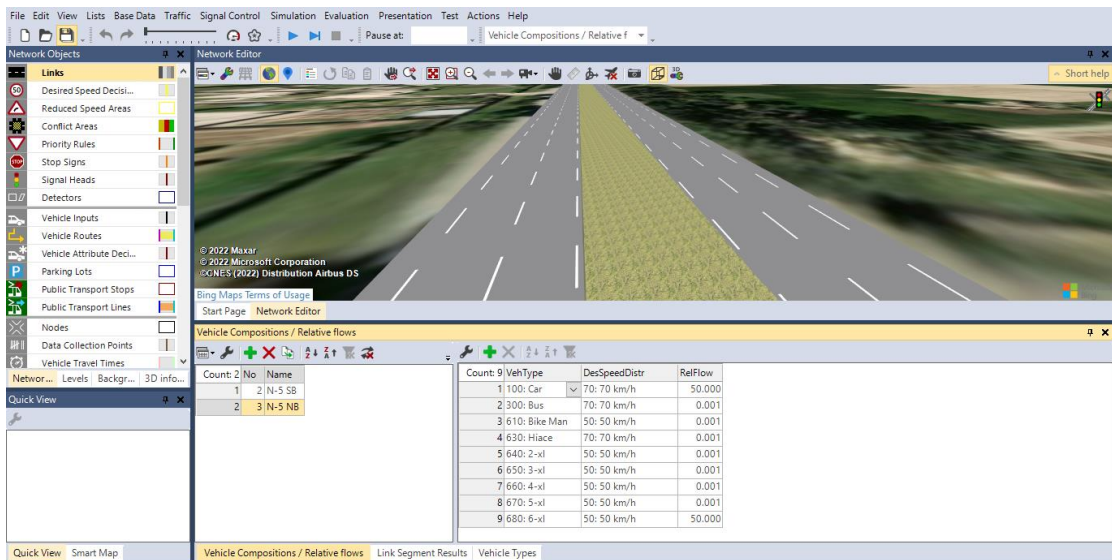 File Edit View Lists Base Data Traffic Signal Control Simulation Evaluation Presentation Test Actions Help
Pause at: Vehicle Compositions / Relative f
Network Objects
Network Editor
Links
Desired Speed Decisi...
Reduced Speed Areas
Conflict Areas
Priority Rules
Stop Signs
Signal Heads
Detectors
Vehicle Inputs
Vehicle Routes
Vehicle Attribute Deci...
Parking Lots
Public Transport Stops
Public Transport Lines
Nodes
Data Collection Points
Vehicle Travel Times
Networ... Levels Backgr... 3D info...
Short help
© 2022 Maxar
© 2022 Microsoft Corporation
©CNES (2022) Distribution Airbus DS
Bing Maps Terms of Usage
Start Page Network Editor
Quick View
Quick View Smart Map
Vehicle Compositions / Relative flows
Count: 2 No Name
1 2 N-5 SB
2 3 N-5 NB
Count: 9 VehType DesSpeedDistr RelFlow
1 100: Car 70: 70 km/h 50.000
2 300: Bus 70: 70 km/h 0.001
3 610: Bike Man 50: 50 km/h 0.001
4 630: Hiace 70: 70 km/h 0.001
5 640: 2-xl 50: 50 km/h 0.001
6 650: 3-xl 50: 50 km/h 0.001
7 660: 4-xl 50: 50 km/h 0.001
8 670: 5-xl 50: 50 km/h 0.001
9 680: 6-xl 50: 50 km/h 50.000
Vehicle Compositions / Relative flows Link Segment Results Vehicle Types